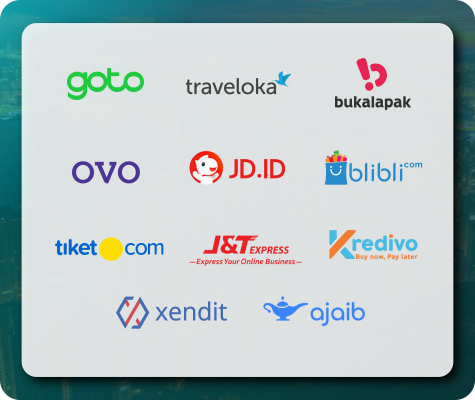 goto
traveloka
bukalapak
OVO
JD.ID
blibli.com
tiket.com
J&T EXPRESS
Express Your Online Business
Kredivo
Buy now, Pay later
xendit
ajaib